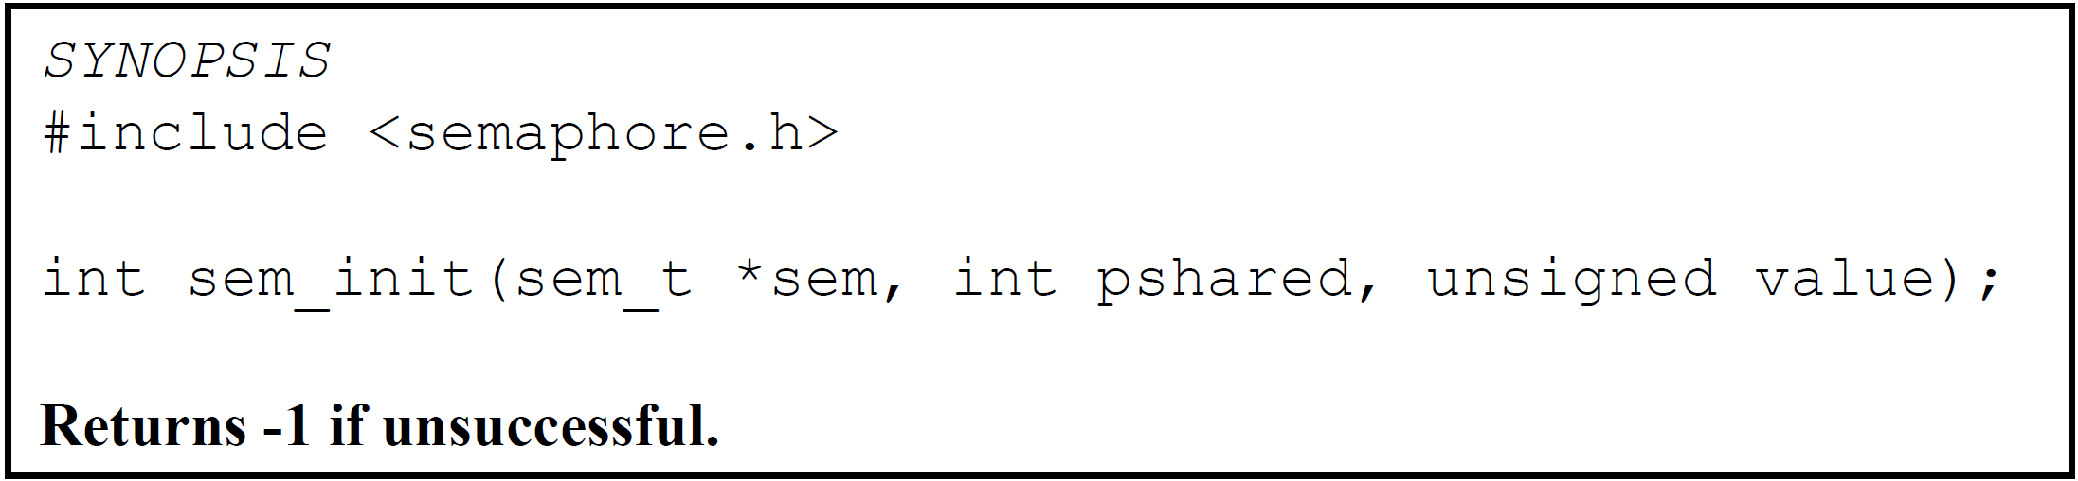 SYNOPSIS
#include <semaphore.h>
int sem_init(sem_t *sem, int pshared, unsigned value);
Returns -1 if unsuccessful.